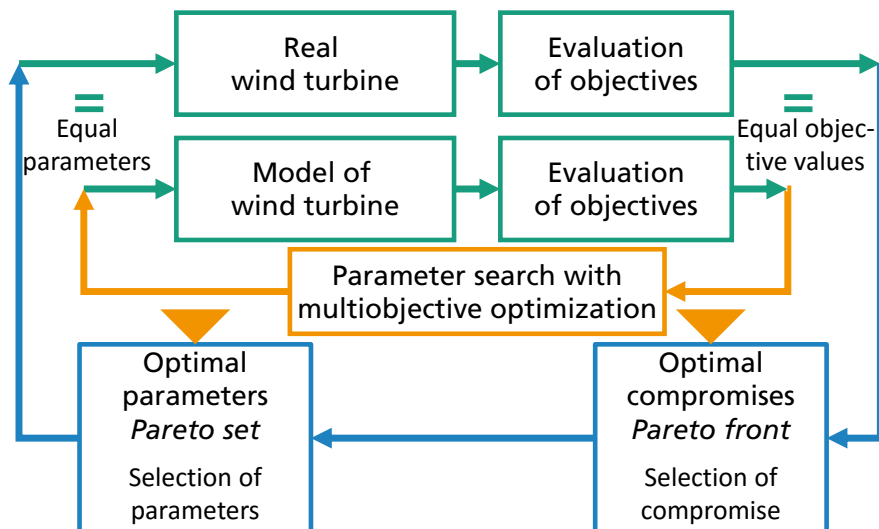 Real
wind turbine
Evaluation
of objectives
=
Equal
parameters
=
Equal objec-
tive values
Model of
wind turbine
Evaluation
of objectives
Parameter search with
multiobjective optimization
Optimal
parameters
Pareto set
Selection of
parameters
Optimal
compromises
Pareto front
Selection of
compromise